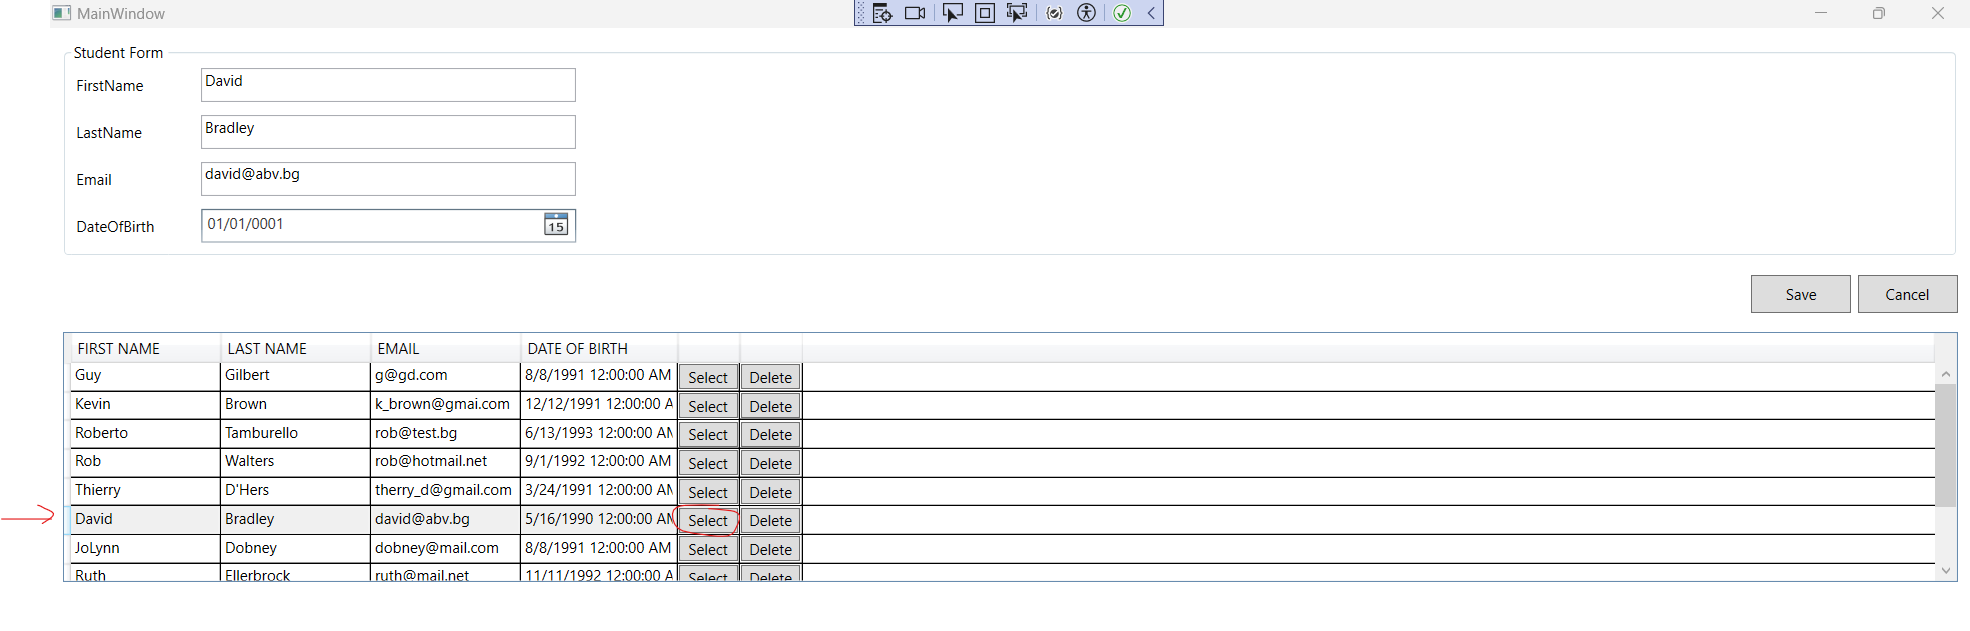 MainWindow
Student Form
FirstName David
LastName Bradley
Email david@abv.bg
DateOfBirth 01/01/0001 15
Save Cancel
FIRST NAME LAST NAME EMAIL DATE OF BIRTH
Guy Gilbert g@gd.com 8/8/1991 12:00:00 AM Select Delete
Kevin Brown k_brown@gmai.com 12/12/1991 12:00:00 A Select Delete
Roberto Tamburello rob@test.bg 6/13/1993 12:00:00 AM Select Delete
Rob Walters rob@hotmail.net 9/1/1992 12:00:00 AM Select Delete
Thierry D'Hers therry_d@gmail.com 3/24/1991 12:00:00 AM Select Delete
David Bradley david@abv.bg 5/16/1990 12:00:00 AM Select Delete
JoLynn Dobney dobney@mail.com 8/8/1991 12:00:00 AM Select Delete
Ruth Ellerbrock ruth@mail.net 11/11/1992 12:00:00 A Select Delete